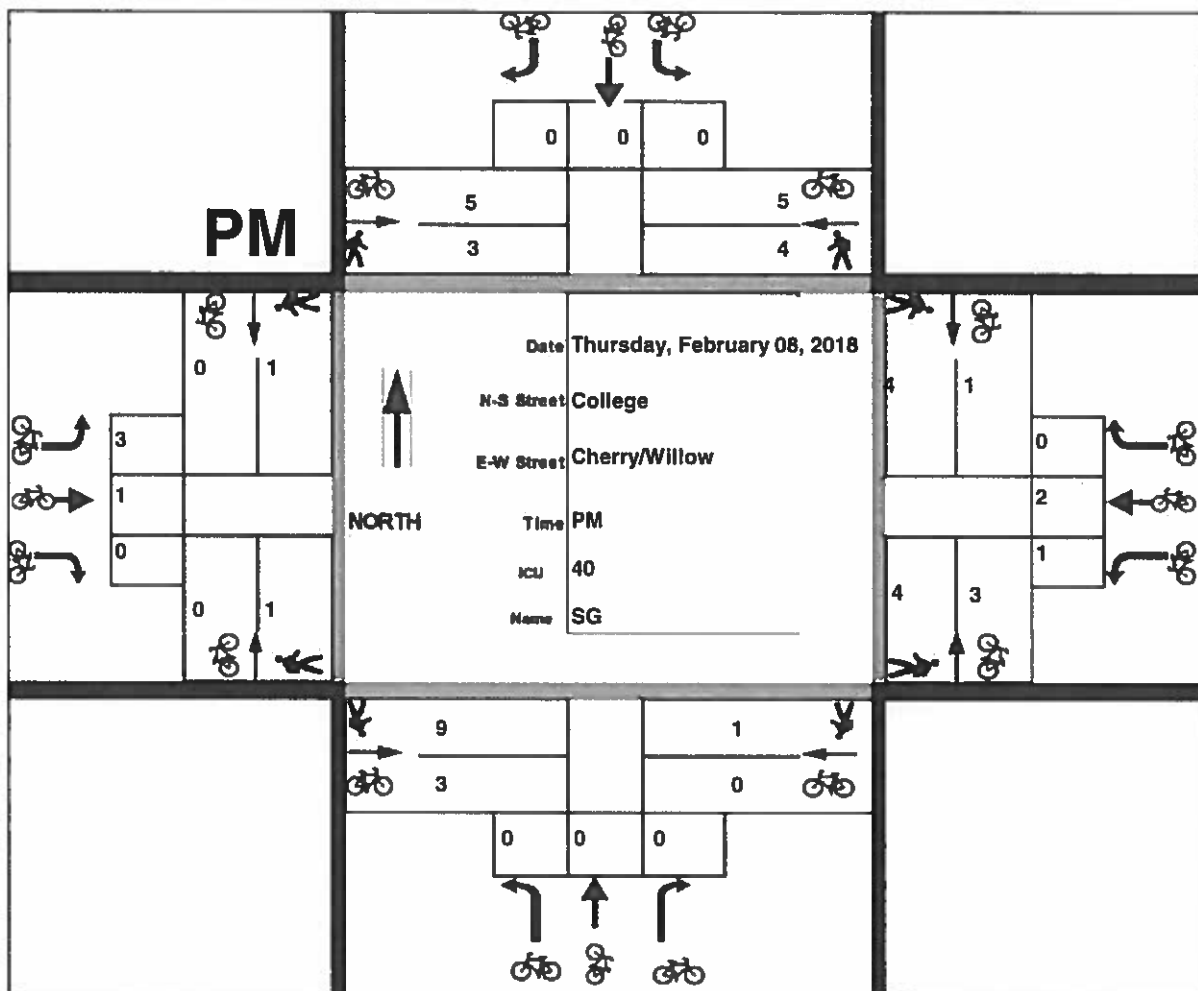 0 0 0
5 5
PM
3 4
Date Thursday, February 08, 2018
0 1
4 1
N-S Street College
3
0
E-W Street Cherry/Willow
1
2
NORTH
Time PM
0
1
ICU 40
0 1
4 3
Name SG
9 1
3 0
0 0 0